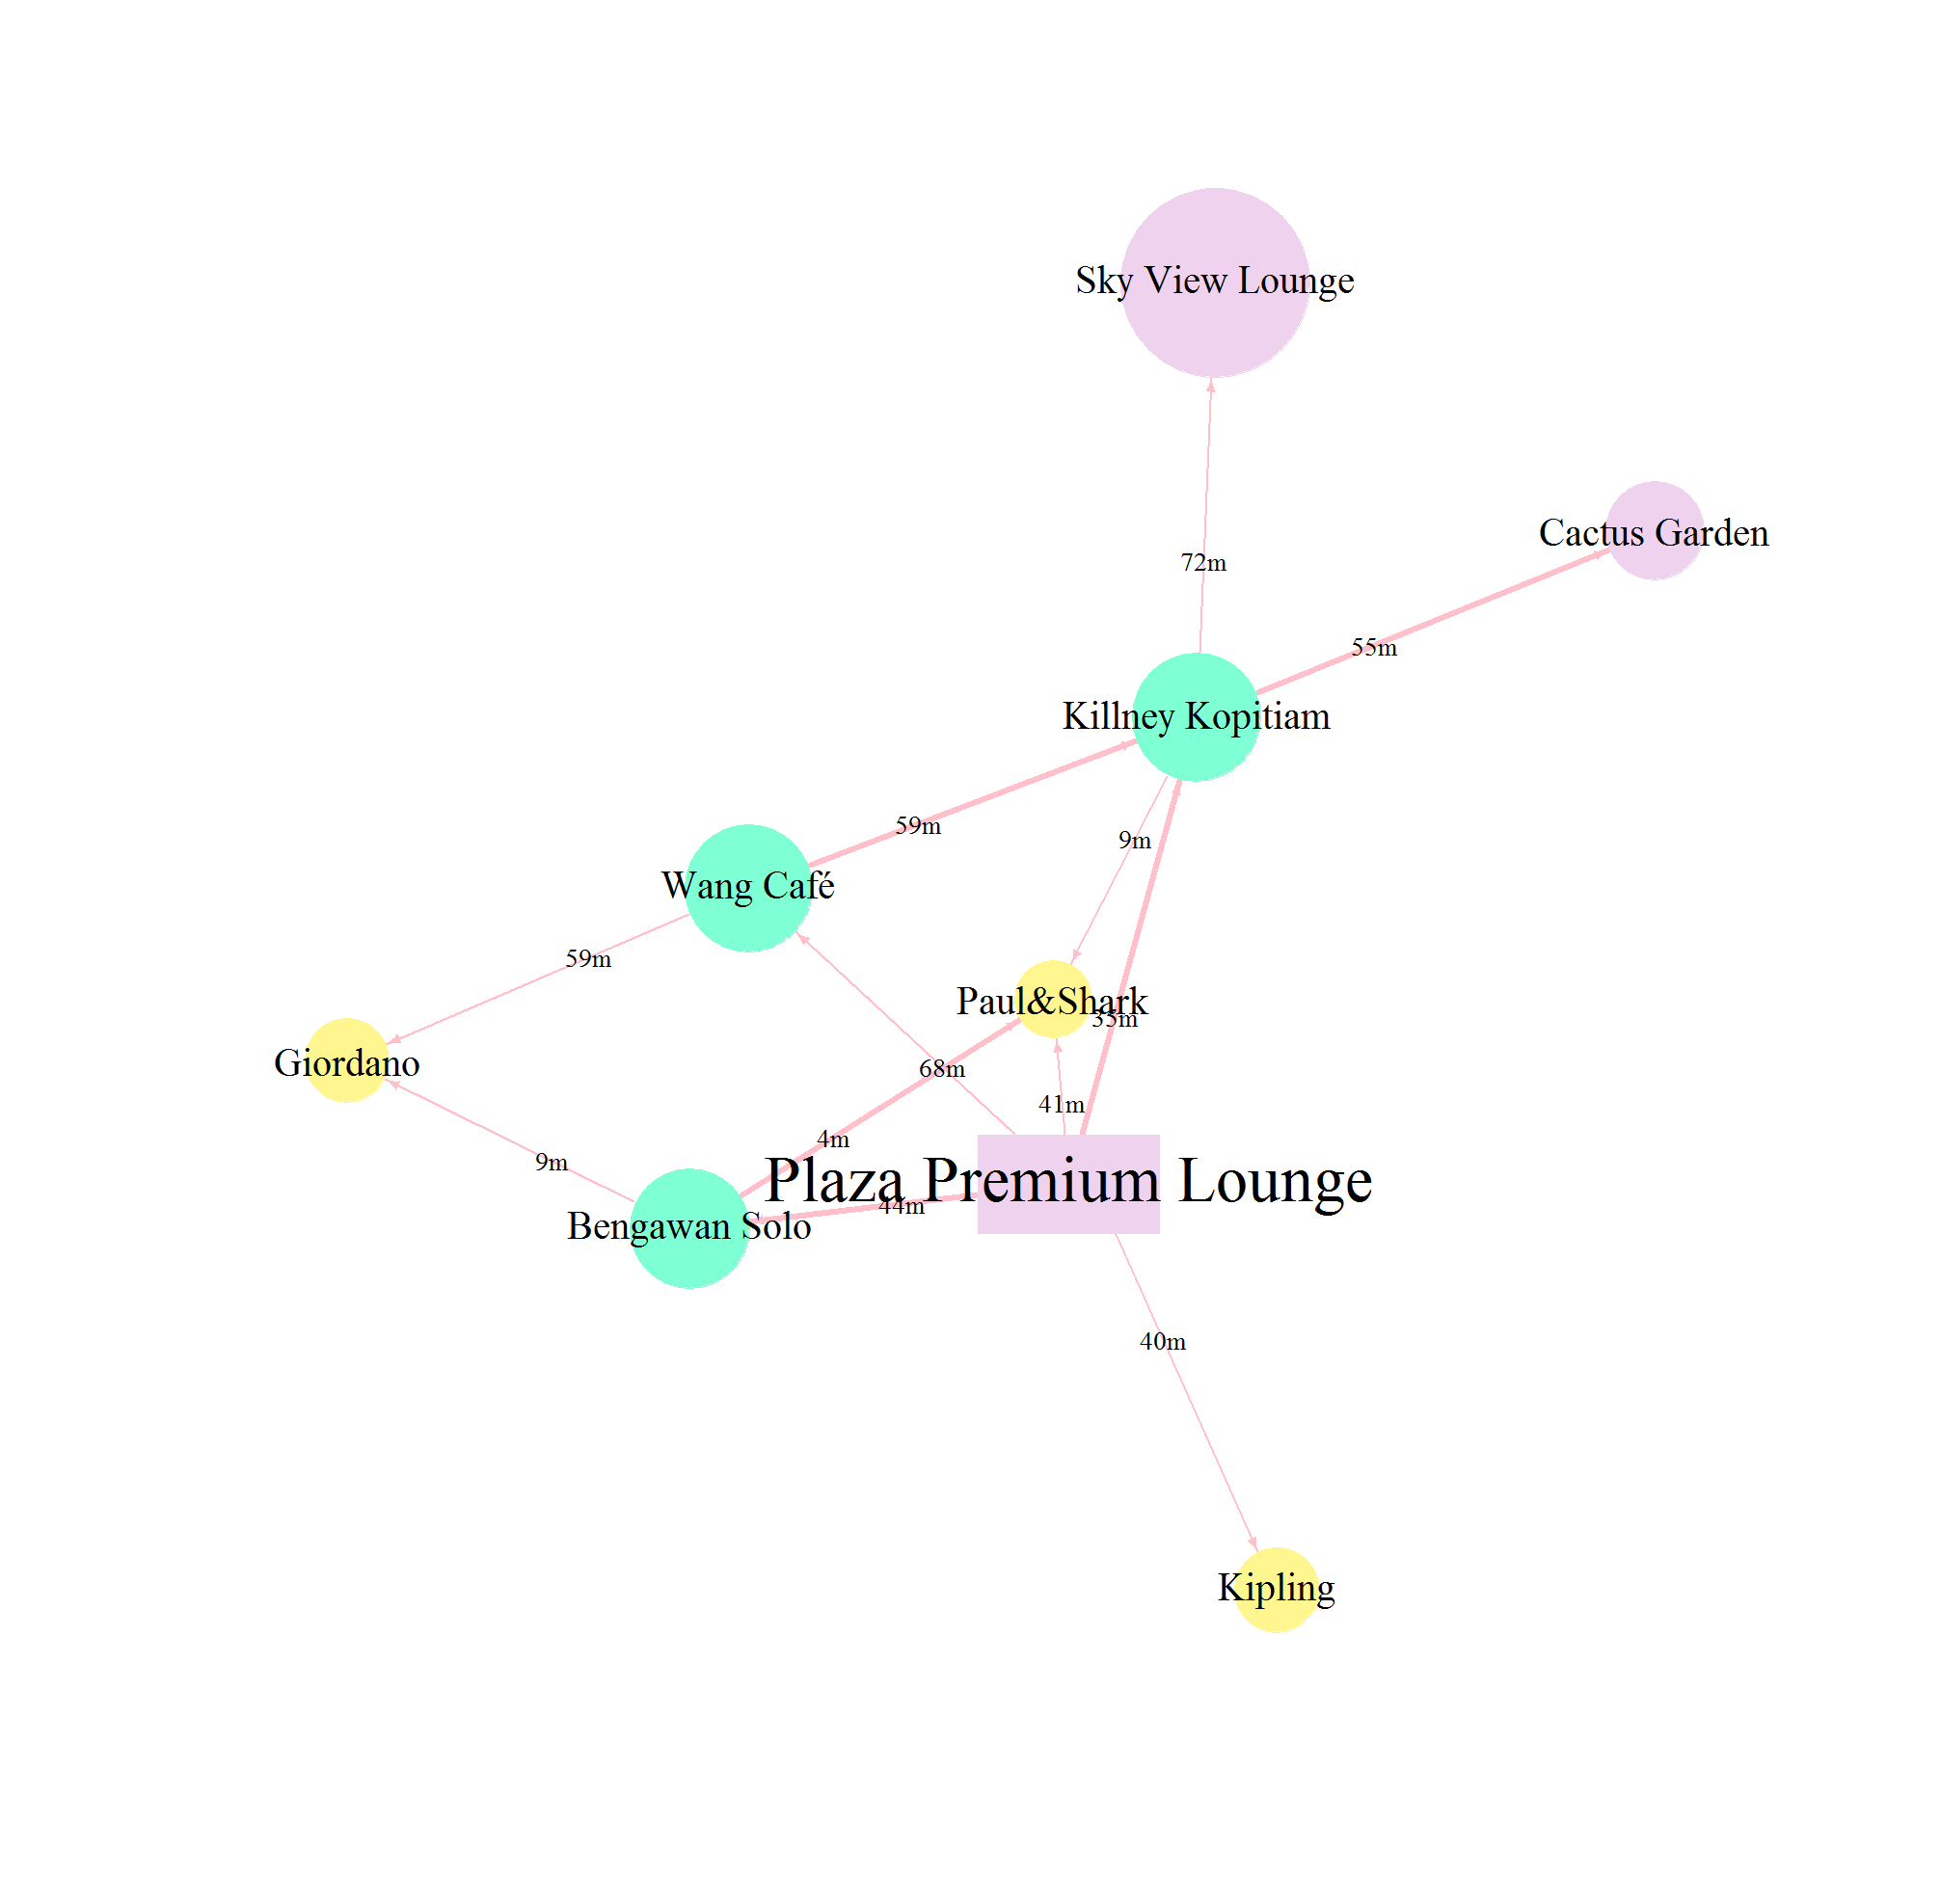 Sky View Lounge
Cactus Garden
72m
55m
Killney Kopitiam
59m
9m
Wang Café
59m
Paul&Shark
35m
Giordano
68m
41m
4m
9m
Plaza Premium Lounge
44m
Bengawan Solo
40m
Kipling